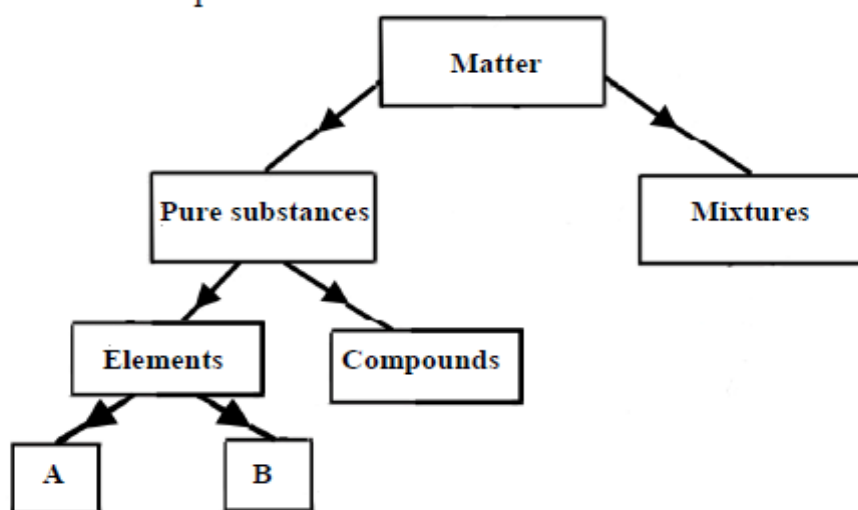 Matter
Pure substances
Mixtures
Elements
Compounds
A
B